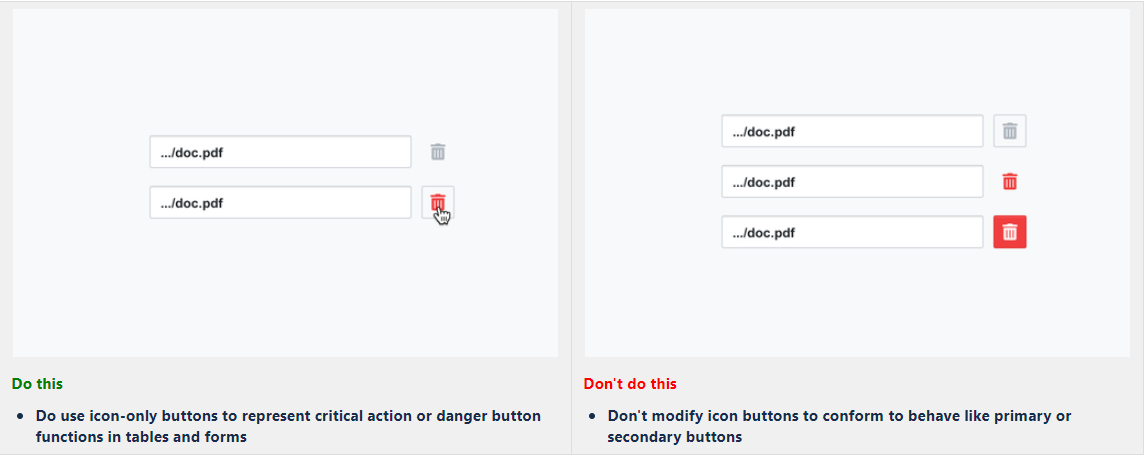 .../doc.pdf
.../doc.pdf
.../doc.pdf
.../doc.pdf
.../doc.pdf
Do this
Do use icon-only buttons to represent critical action or danger button
functions in tables and forms
Don't do this
Don't modify icon buttons to conform to behave like primary or
secondary buttons